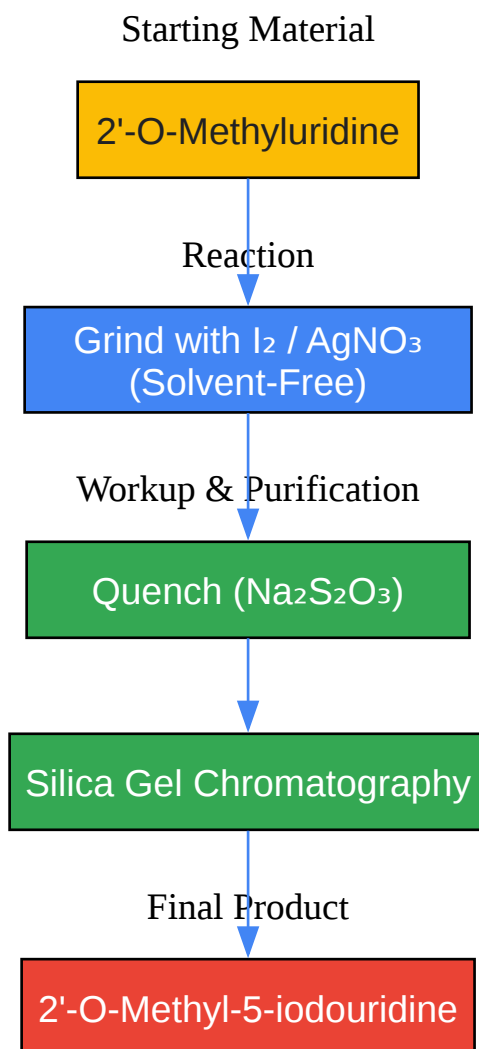 Starting Material
2'-O-Methyluridine
Reaction
Grind with I₂ / AgNO₃
(Solvent-Free)
Workup & Purification
Quench (Na₂S₂O₃)
Silica Gel Chromatography
Final Product
2'-O-Methyl-5-iodouridine